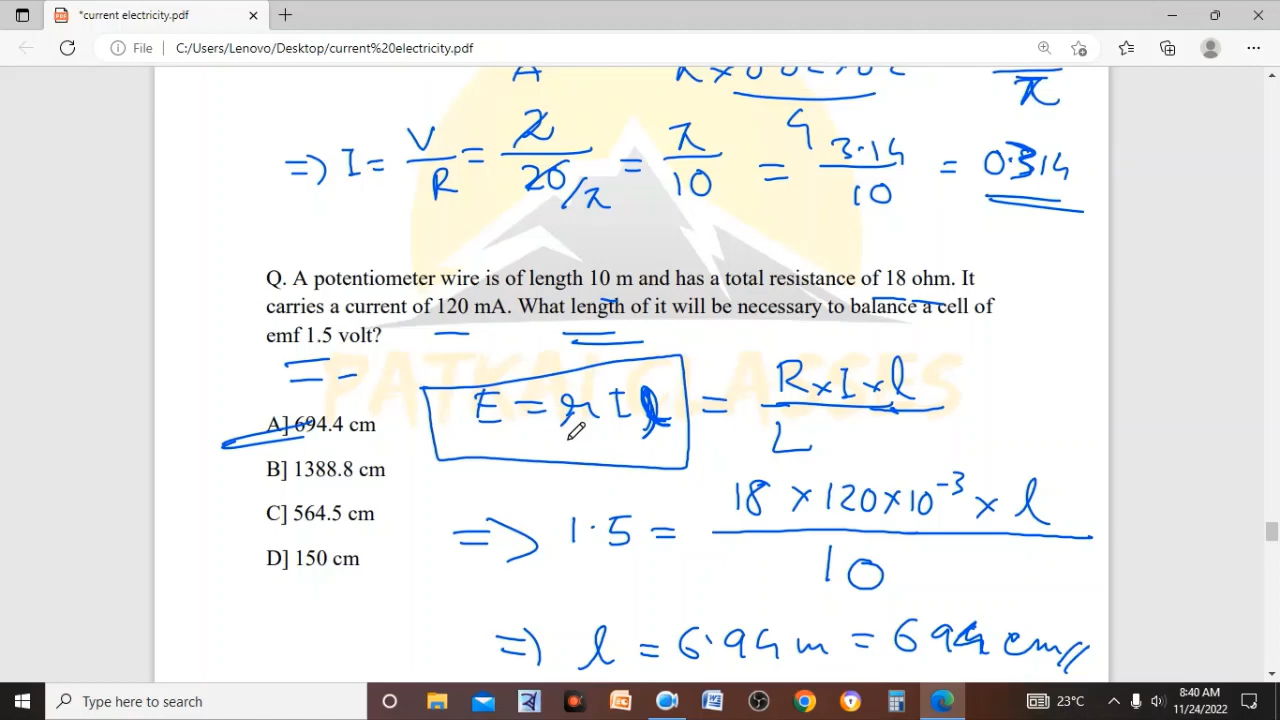 *current electricity.pdf
File C:/Users/Lenovo/Desktop/current%20electricity.pdf
A
π
=> I = V/R = 2/(20/π) = π/10 = 3.14/10 = 0.314
Q. A potentiometer wire is of length 10 m and has a total resistance of 18 ohm. It
carries a current of 120 mA. What length of it will be necessary to balance a cell of
emf 1.5 volt?
PATKAR CLASSES
E = r I l = R × I × l / L
A] 694.4 cm
B] 1388.8 cm
=> 1.5 = 18 × 120 × 10⁻³ × l / 10
C] 564.5 cm
D] 150 cm
=> l = 6.94 m = 694 cm //
Type here to search
23°C
8:40 AM
11/24/2022